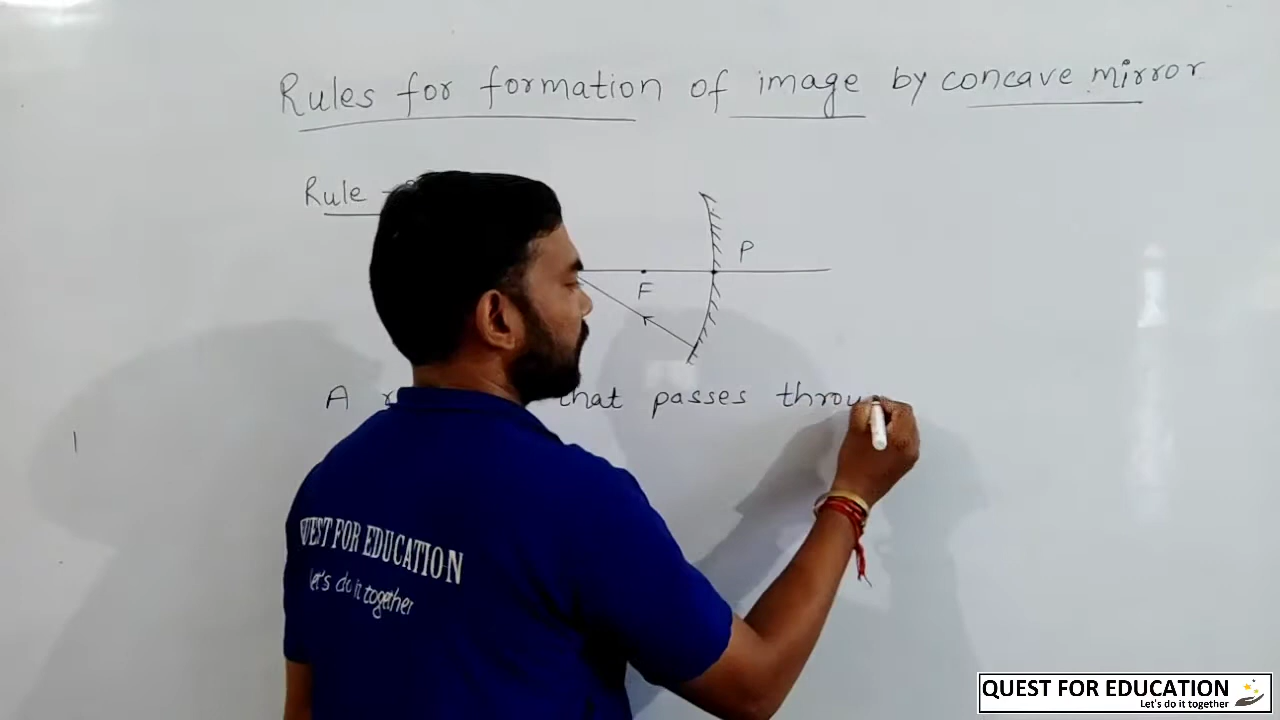 Rules for formation of image by concave mirror
Rule
P
F
A that passes throu
UEST FOR EDUCATION
let's do it together
QUEST FOR EDUCATION
Let's do it together